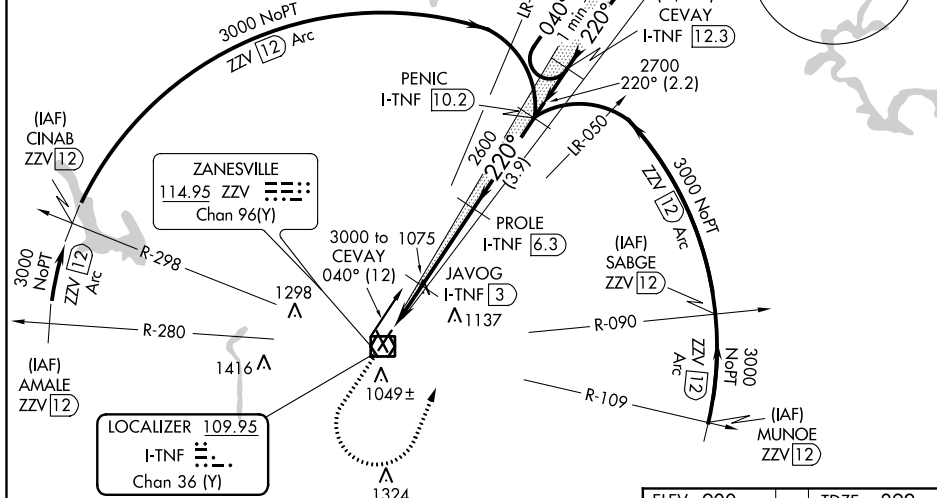 3000 NoPT
ZZV 12 Arc
LR-
040°
1 min.
220°
CEVAY
I-TNF 12.3
PENIC
I-TNF 10.2
2700
220° (2.2)
LR-050
(IAF)
CINAB
ZZV 12
2600
220°
(3.9)
3000 NoPT
ZZV 12 Arc
ZANESVILLE
114.95 ZZV
Chan 96(Y)
PROLE
I-TNF 6.3
3000 to
CEVAY
040° (12)
1075
JAVOG
I-TNF 3
(IAF)
SABGE
ZZV 12
3000
NoPT
ZZV 12
Arc
R-298
1298
1137
R-090
R-280
(IAF)
AMALE
ZZV 12
1416
1049±
3000
NoPT
ZZV 12
Arc
R-109
(IAF)
MUNOE
ZZV 12
LOCALIZER 109.95
I-TNF
Chan 36 (Y)
1324